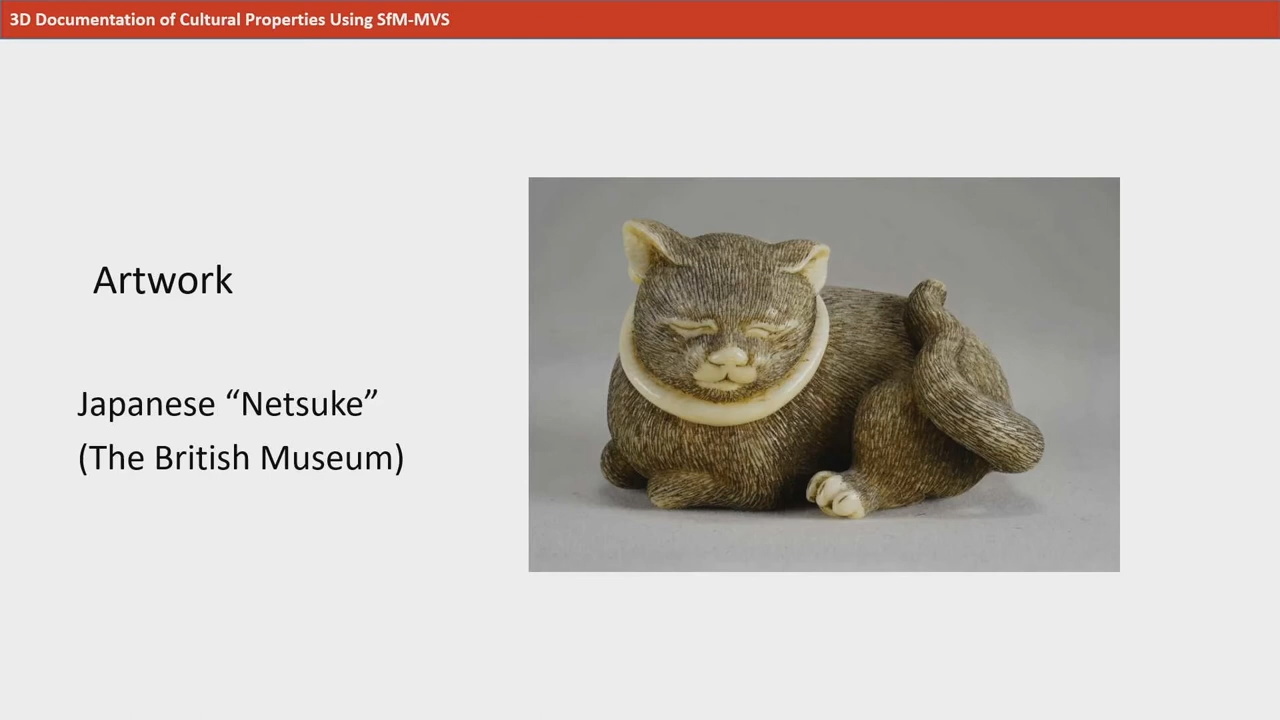 3D Documentation of Cultural Properties Using SfM-MVS
Artwork
Japanese “Netsuke”
(The British Museum)